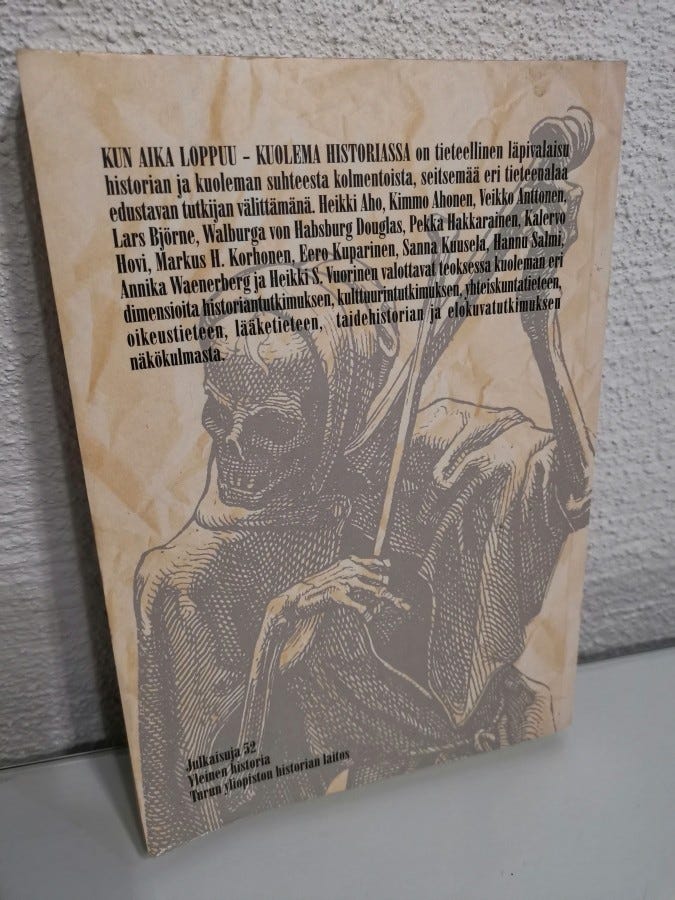 KUN AIKA LOPPUU – KUOLEMA HISTORIASSA on tieteellinen läpivalaisu
historian ja kuoleman suhteesta kolmentoista, seitsemää eri tieteenalaa
edustavan tutkijan välittämänä. Heikki Aho, Kimmo Ahonen, Veikko Anttonen,
Lars Björne, Walburga von Habsburg Douglas, Pekka Hakkarainen, Kalervo
Hovi, Markus H. Korhonen, Eero Kuparinen, Sanna Kuusela, Hannu Salmi,
Annika Waenerberg ja Heikki S. Vuorinen valottavat teoksessa kuoleman eri
dimensioita historiantutkimuksen, kulttuurintutkimuksen, yhteiskuntatieteen,
oikeustieteen, lääketieteen, taidehistorian ja elokuvatutkimuksen
näkökulmasta.
Julkaisuja 52
Yleinen historia
Turun yliopiston historian laitos